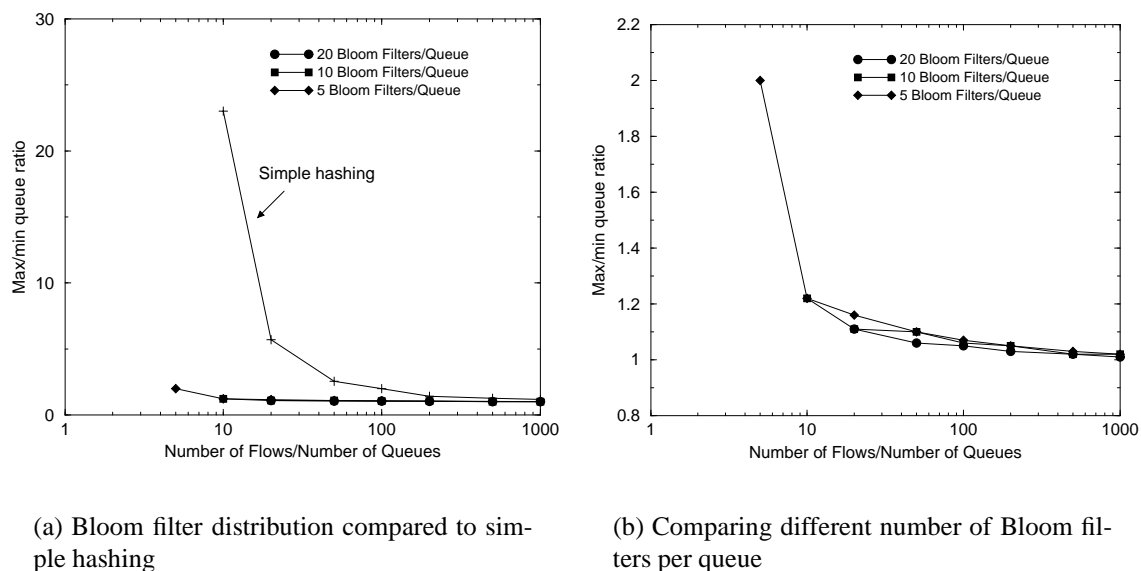 30
20
10
0
1
10
100
1000
Max/min queue ratio
Number of Flows/Number of Queues
20 Bloom Filters/Queue
10 Bloom Filters/Queue
5 Bloom Filters/Queue
Simple hashing
2.2
2
1.8
1.6
1.4
1.2
1
0.8
1
10
100
1000
Max/min queue ratio
Number of Flows/Number of Queues
20 Bloom Filters/Queue
10 Bloom Filters/Queue
5 Bloom Filters/Queue
(a) Bloom filter distribution compared to sim-
ple hashing
(b) Comparing different number of Bloom fil-
ters per queue